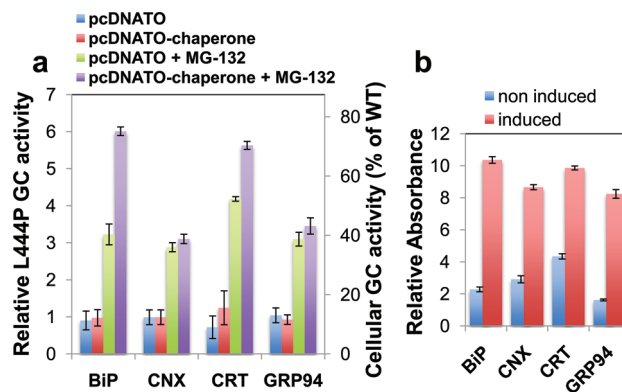 pcDNATO
pcDNATO-chaperone
pcDNATO + MG-132
pcDNATO-chaperone + MG-132
a
Relative L444P GC activity
7
6
5
4
3
2
1
0
80
60
40
20
0
Cellular GC activity (% of WT)
BiP CNX CRT GRP94
b
non induced
induced
Relative Absorbance
12
10
8
6
4
2
0
BiP CNX CRT GRP94